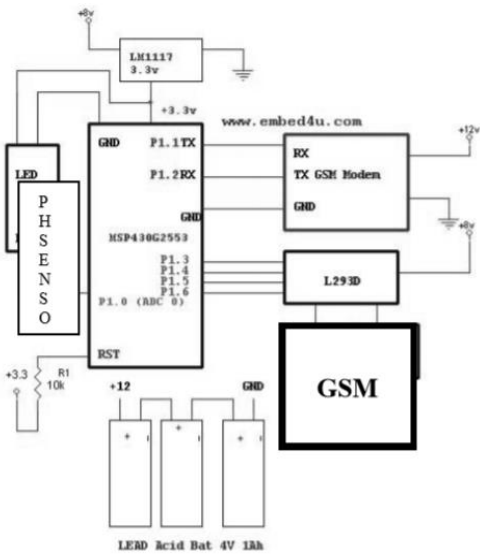 +8v
LM1117
3.3v
+3.3v
www.embed4u.com
+12v
GND P1.1TX
P1.2RX
GND
MSP430G2553
P1.3
P1.4
P1.5
P1.6
P1.0 (ADC 0)
RST
RX
TX GSM Modem
GND
+8v
L293D
LED
PHSENSO
GSM
+3.3
R1
10k
+12 GND
+ - + - + -
LEAD Acid Bat 4V 1Ah